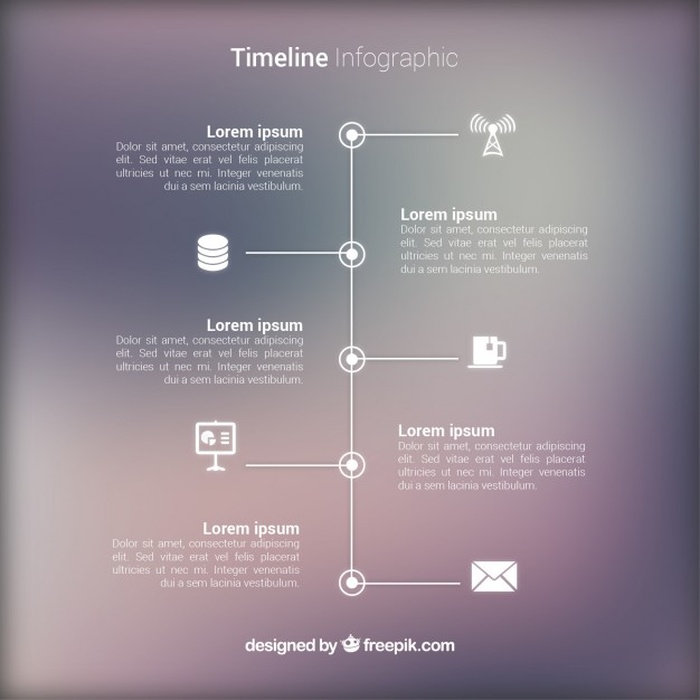 Timeline Infographic
Lorem ipsum
Dolor sit amet, consectetur adipiscing
elit. Sed vitae erat vel felis placerat
ultricies tortor nec mi. Integer venenatis
dui a sem lacinia vestibulum.
Lorem ipsum
Dolor sit amet, consectetur adipiscing
elit. Sed vitae erat vel felis placerat
ultricies ut nec mi. Integer venenatis
dui a sem lacinia vestibulum.
Lorem ipsum
Dolor sit amet, consectetur adipiscing
elit. Sed vitae erat vel felis placerat
ultricies ut nec mi. Integer venenatis
dui a sem lacinia vestibulum.
Lorem ipsum
Dolor sit amet, consectetur adipiscing
elit. Sed vitae erat vel felis placerat
ultricies ut nec mi. Integer venenatis
dui a sem lacinia vestibulum.
Lorem ipsum
Dolor sit amet, consectetur adipiscing
elit. Sed vitae erat vel felis placerat
ultricies ut nec mi. Integer venenatis
dui a sem lacinia vestibulum.
designed by freepik.com